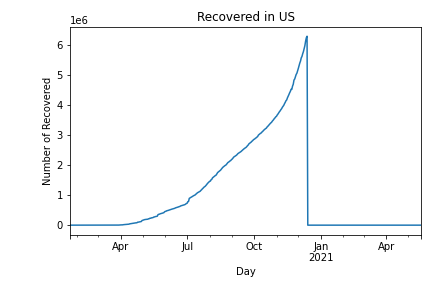 Recovered in US
1e6
6
5
4
3
2
1
0
Number of Recovered
Apr
Jul
Oct
Jan
2021
Apr
Day